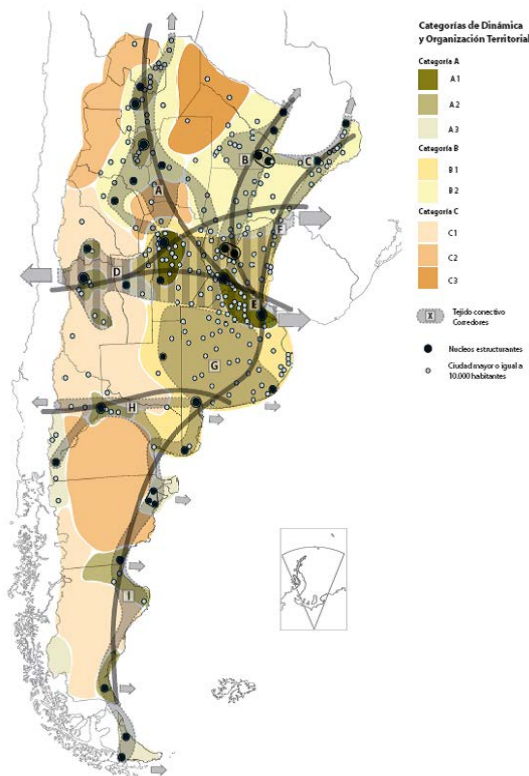 Categorías de Dinámica
y Organización Territorial
Categoría A
A 1
A 2
A 3
Categoría B
B 1
B 2
Categoría C
C1
C2
C3
X
Tejido conectivo
Corredores
Nucleos estructurantes
Ciudad mayor o igual a
10.000 habitantes
B
C
A
F
D
E
G
H
I